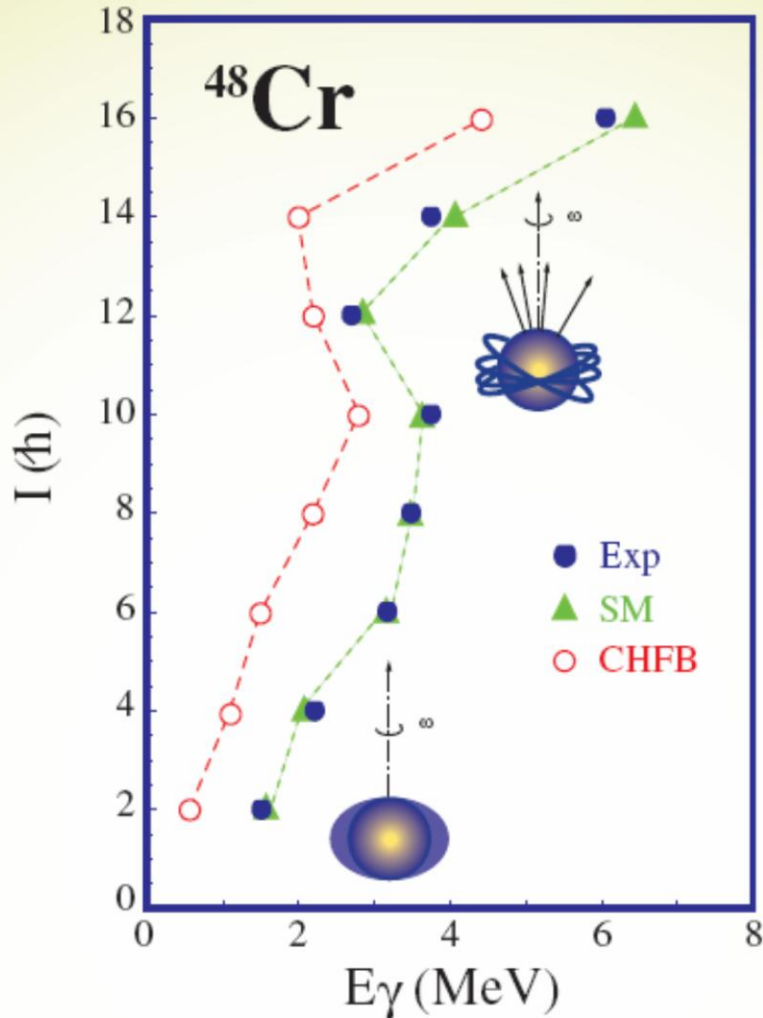 18
16
14
12
10
8
6
4
2
0
I (ħ)
⁴⁸Cr
ω
Exp
SM
CHFB
ω
0 2 4 6 8
Eγ (MeV)